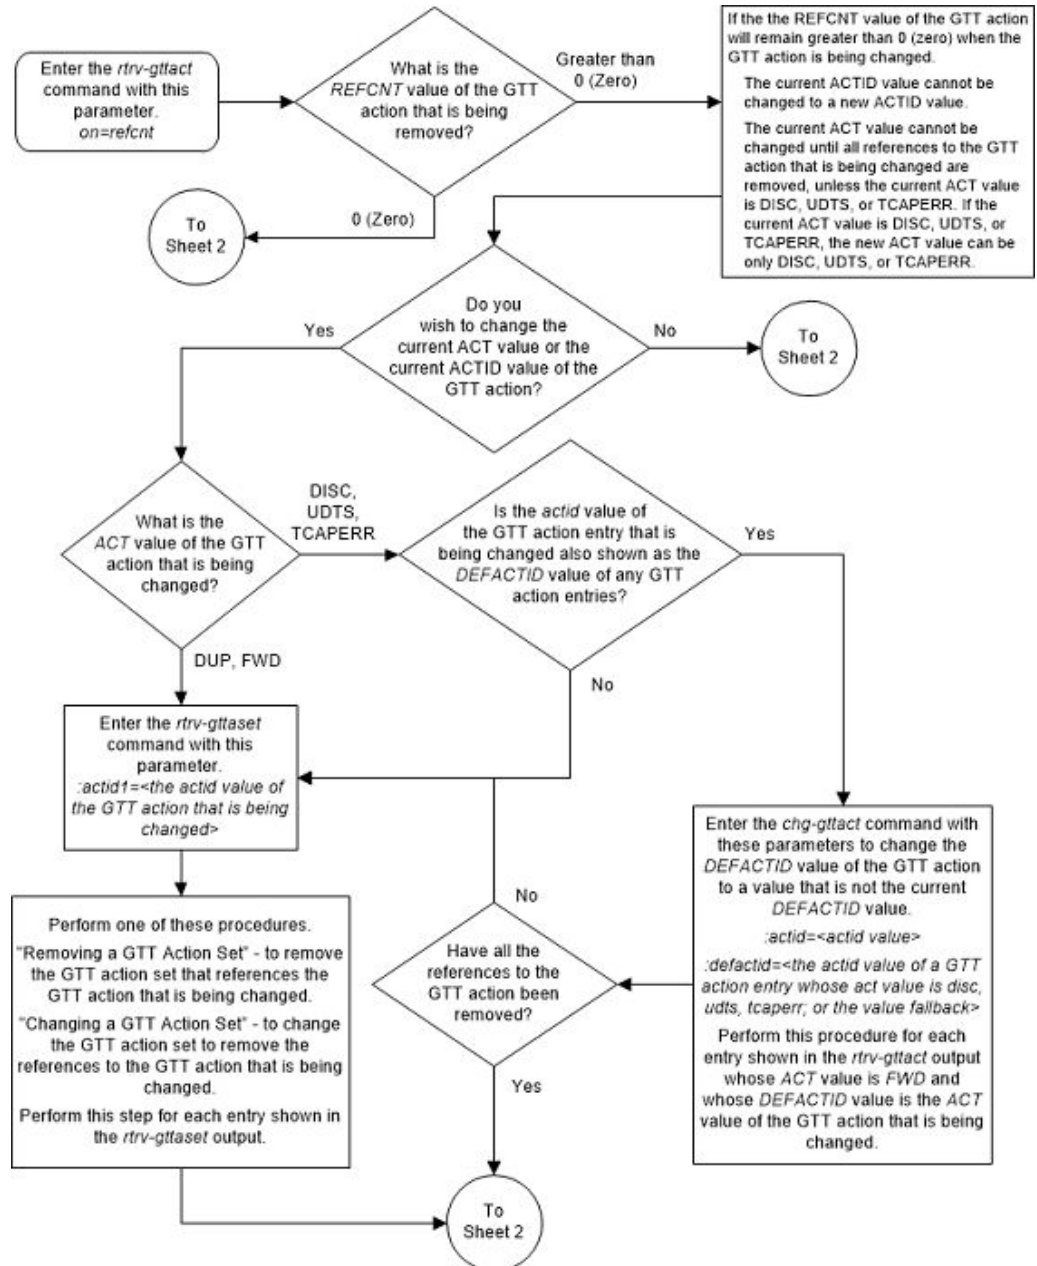 Enter the rtrv-gttact
command with this
parameter.
on=refcnt
What is the
REFCNT value of the GTT
action that is being
removed?
Greater than
0 (Zero)
If the the REFCNT value of the GTT action
will remain greater than 0 (zero) when the
GTT action is being changed.
The current ACTID value cannot be
changed to a new ACTID value.
The current ACT value cannot be
changed until all references to the GTT
action that is being changed are
removed, unless the current ACT value
is DISC, UDTS, or TCAPERR. If the
current ACT value is DISC, UDTS, or
TCAPERR, the new ACT value can be
only DISC, UDTS, or TCAPERR.
0 (Zero)
To
Sheet 2
Do you
wish to change the
current ACT value or the
current ACTID value of the
GTT action?
Yes
No
To
Sheet 2
What is the
ACT value of the GTT
action that is being
changed?
DISC,
UDTS,
TCAPERR
Is the actid value of
the GTT action entry that is
being changed also shown as the
DEFACTID value of any GTT
action entries?
Yes
DUP, FWD
No
Enter the rtrv-gttaset
command with this
parameter.
:actid1=<the actid value of
the GTT action that is being
changed>
Enter the chg-gttact command with
these parameters to change the
DEFACTID value of the GTT action
to a value that is not the current
DEFACTID value.
:actid=<actid value>
:defactid=<the actid value of a GTT
action entry whose act value is disc,
udts, tcaperr; or the value fallback>
Perform this procedure for each
entry shown in the rtrv-gttact output
whose ACT value is FWD and
whose DEFACTID value is the ACT
value of the GTT action that is being
changed.
No
Have all the
references to the
GTT action been
removed?
Yes
Perform one of these procedures.
"Removing a GTT Action Set" - to remove
the GTT action set that references the
GTT action that is being changed.
"Changing a GTT Action Set" - to change
the GTT action set to remove the
references to the GTT action that is being
changed.
Perform this step for each entry shown in
the rtrv-gttaset output.
To
Sheet 2